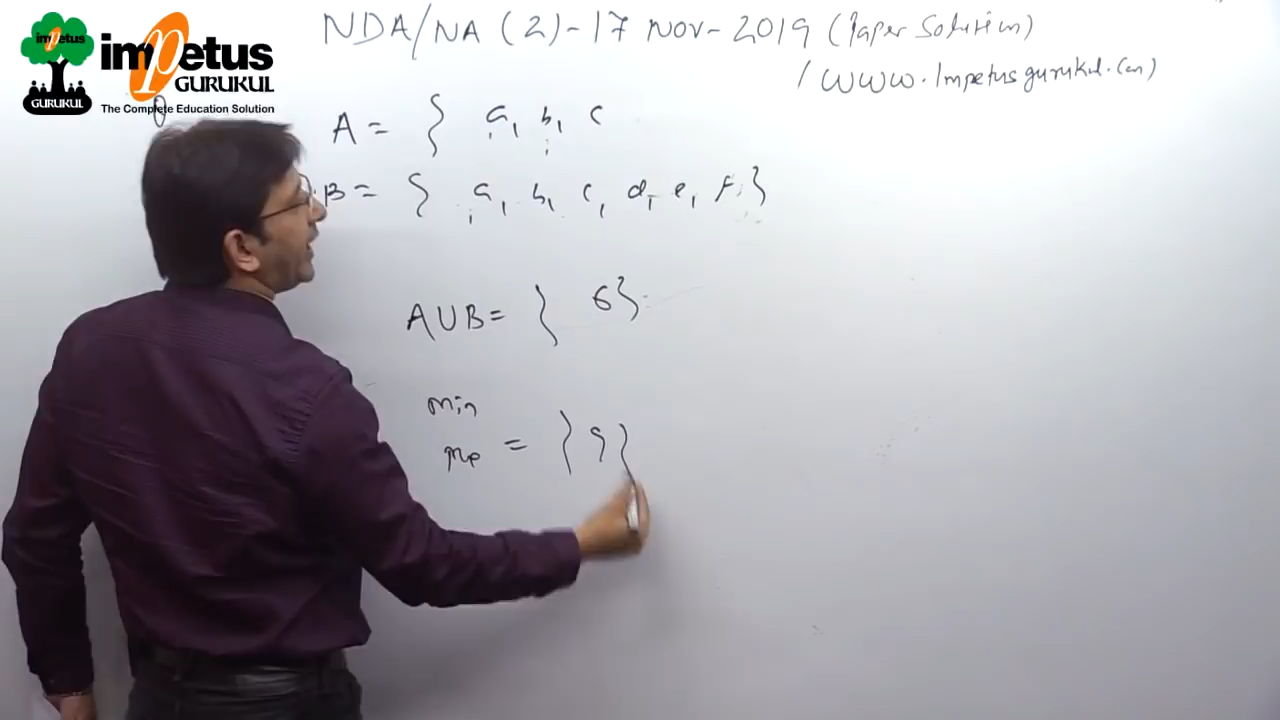 impetus
GURUKUL
impetus
GURUKUL
The Complete Education Solution
NDA/NA (2)-17 Nov-2019 (Paper Solution)
/ www.Impetusgurukul.com)
A = { a, b, c
B = { a, b, c, d, e, f }
A∪B = { 6 }
min
= { 9 }